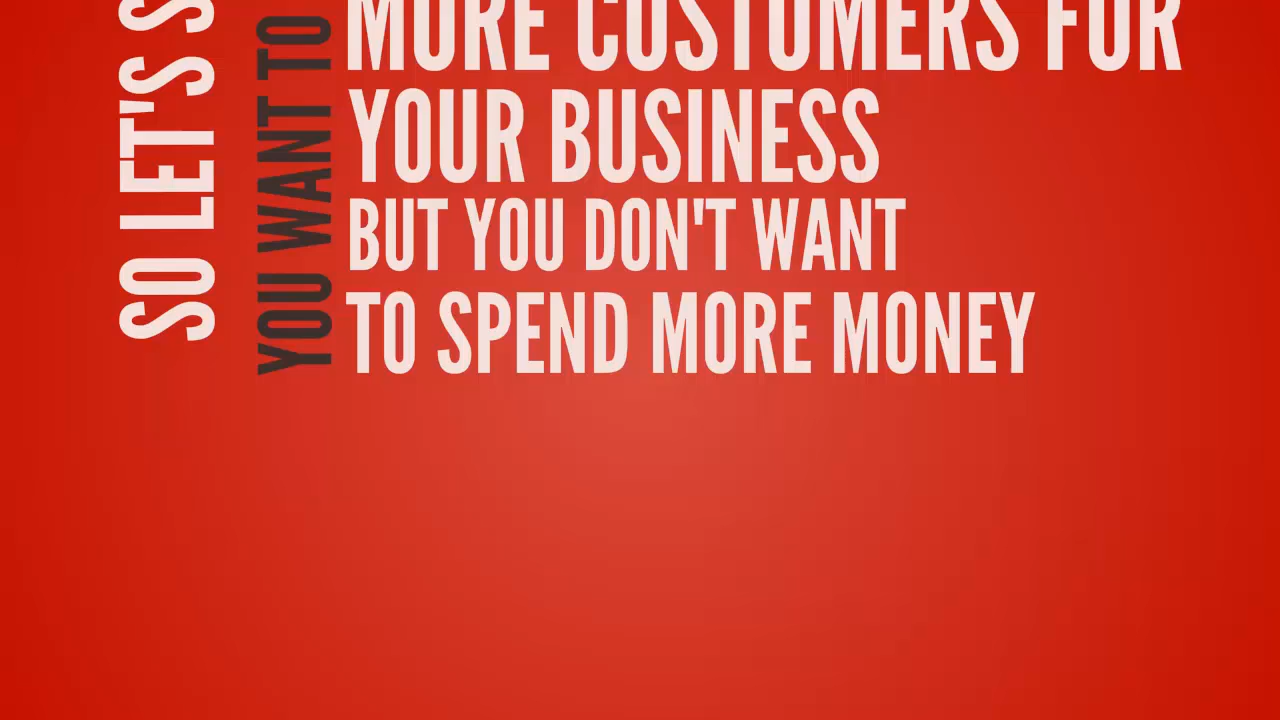 SO LET'S
YOU WANT TO
MORE CUSTOMERS FOR
YOUR BUSINESS
BUT YOU DON'T WANT
TO SPEND MORE MONEY